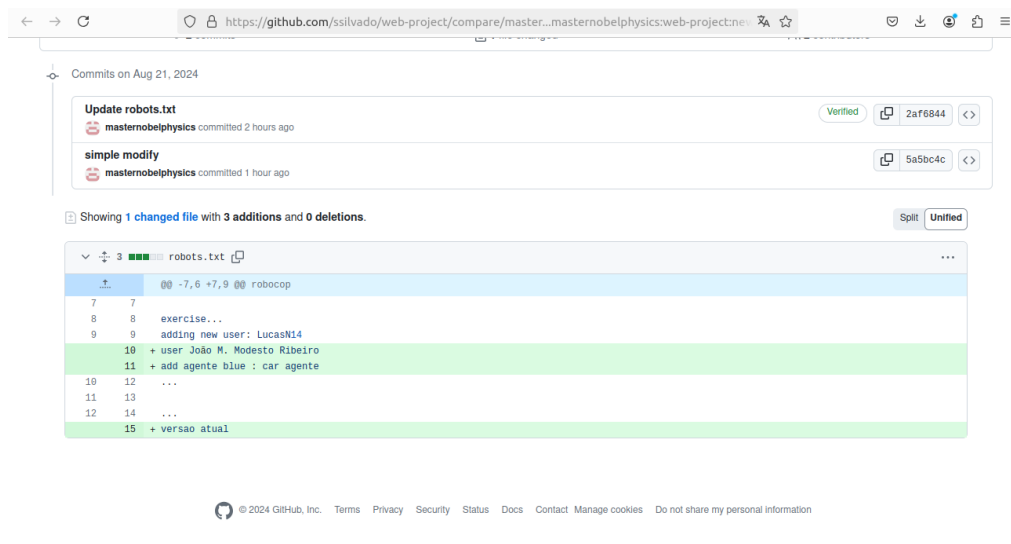 https://github.com/ssilvado/web-project/compare/master...masternobelphysics:web-project:new
Commits on Aug 21, 2024
Update robots.txt
masternobelphysics committed 2 hours ago
Verified
2af6844
simple modify
masternobelphysics committed 1 hour ago
5a5bc4c
Showing 1 changed file with 3 additions and 0 deletions.
Split Unified
3 robots.txt
@@ -7,6 +7,9 @@ robocop
7 7
8 8 exercise...
9 9 adding new user: LucasN14
10 + user João M. Modesto Ribeiro
11 + add agente blue : car agente
10 12 ...
11 13
12 14 ...
15 + versao atual
© 2024 GitHub, Inc. Terms Privacy Security Status Docs Contact Manage cookies Do not share my personal information